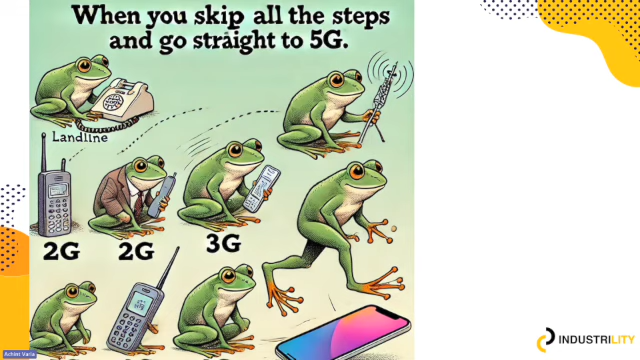 When you skip all the steps
and go straight to 5G.
Landline
2G
2G
3G
Achint Varia
INDUSTRILITY